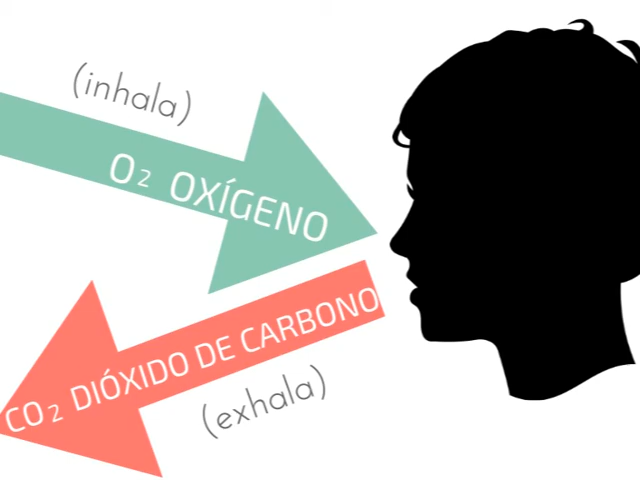 (inhala)
O₂ OXÍGENO
CO₂ DIÓXIDO DE CARBONO
(exhala)